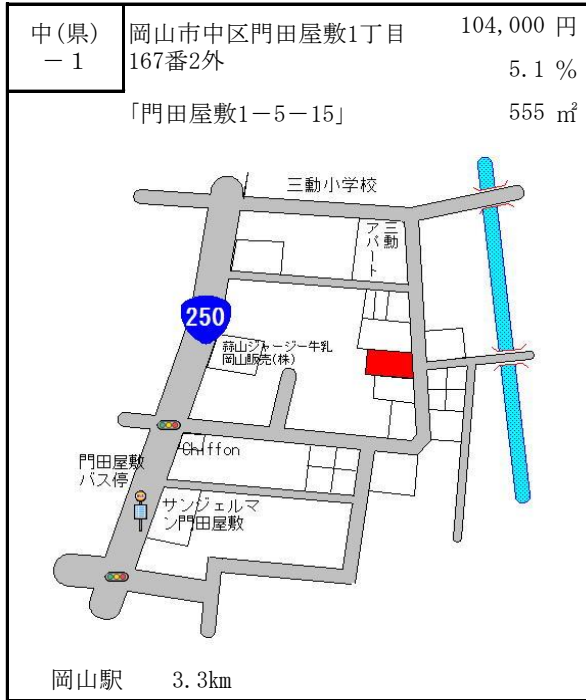 中(県)
－1
岡山市中区門田屋敷1丁目
167番2外
「門田屋敷1－5－15」
104,000 円
5.1 %
555 ㎡
三動小学校
三動
アパート
250
蒜山ジャージー牛乳
岡山販売(株)
Chiffon
門田屋敷
バス停
サンジェルマ
ン門田屋敷
岡山駅 3.3km